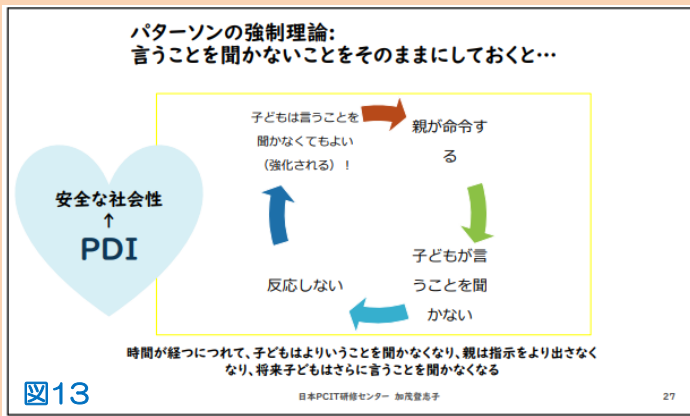 パターソンの強制理論:
言うことを聞かないことをそのままにしておくと…
子どもは言うことを
聞かなくてもよい
（強化される）！
親が命令す
る
子どもが言
うことを聞
かない
反応しない
安全な社会性
↑
PDI
時間が経つにつれて、子どもはよりいうことを聞かなくなり、親は指示をより出さなく
なり、将来子どもはさらに言うことを聞かなくなる
図13
日本PCIT研修センター 加茂登志子
27